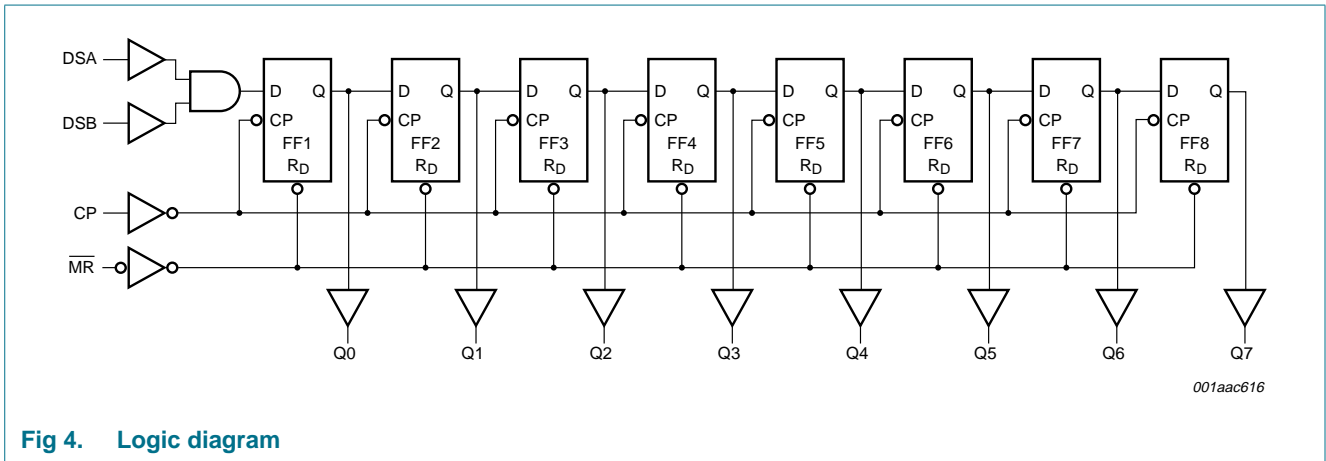 DSA
DSB
CP
MR
D Q
CP
FF1
RD
D Q
CP
FF2
RD
D Q
CP
FF3
RD
D Q
CP
FF4
RD
D Q
CP
FF5
RD
D Q
CP
FF6
RD
D Q
CP
FF7
RD
D Q
CP
FF8
RD
Q0 Q1 Q2 Q3 Q4 Q5 Q6 Q7
001aac616
Fig 4. Logic diagram